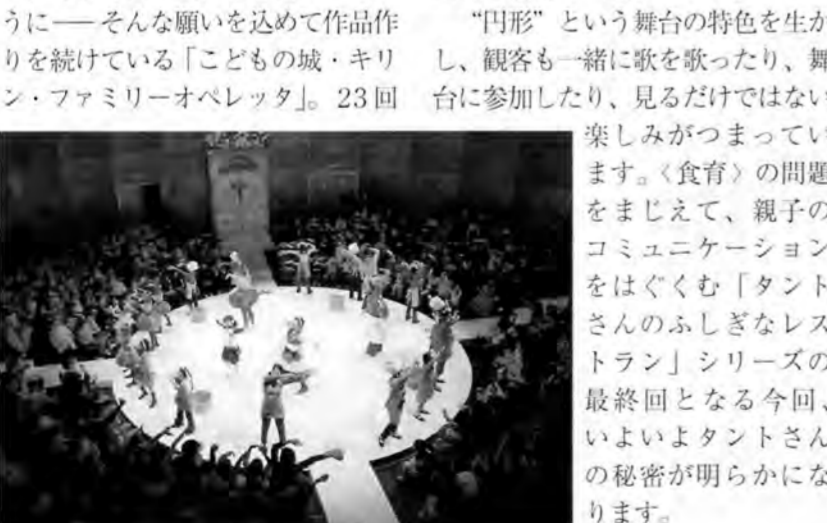 うに――そんな願いを込めて作品作
りを続けている「こどもの城・キリ
ン・ファミリーオペレッタ」。23回
“円形”という舞台の特色を生か
し、観客も一緒に歌を歌ったり、舞
台に参加したり、見るだけではない
楽しみがつまってい
ます。〈食育〉の問題
をまじえて、親子の
コミュニケーション
をはぐくむ「タント
さんのふしぎなレス
トラン」シリーズの
最終回となる今回、
いよいよタントさん
の秘密が明らかにな
ります。